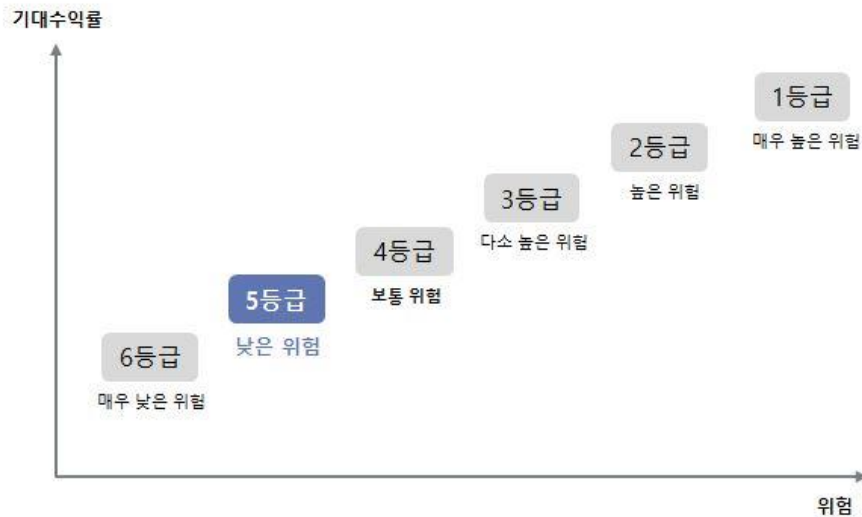 기대수익률
1등급
매우 높은 위험
2등급
높은 위험
3등급
다소 높은 위험
4등급
보통 위험
5등급
낮은 위험
6등급
매우 낮은 위험
위험